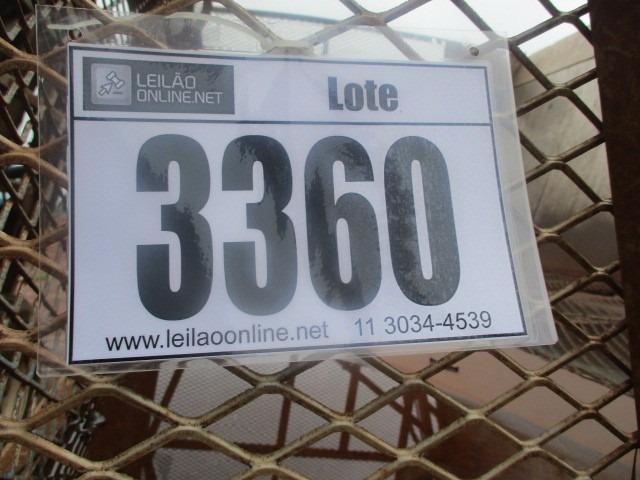 LEILÃO
ONLINE.NET
Lote
3360
www.leilaoonline.net 11 3034-4539